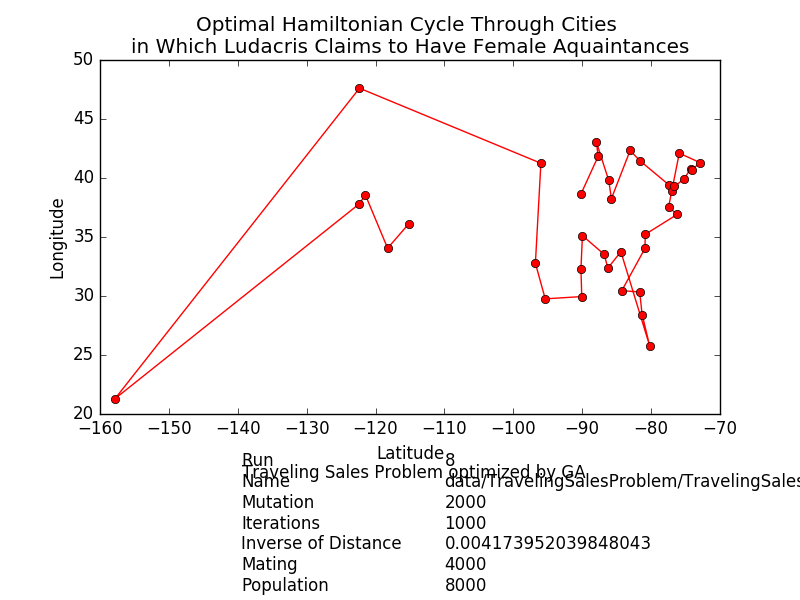 Optimal Hamiltonian Cycle Through Cities
in Which Ludacris Claims to Have Female Aquaintances
50
45
40
35
30
25
20
Longitude
−160 −150 −140 −130 −120 −110 −100 −90 −80 −70
Latitude
Run 8
Traveling Sales Problem optimized by GA
Name data/TravelingSalesProblem/TravelingSales
Mutation 2000
Iterations 1000
Inverse of Distance 0.004173952039848043
Mating 4000
Population 8000